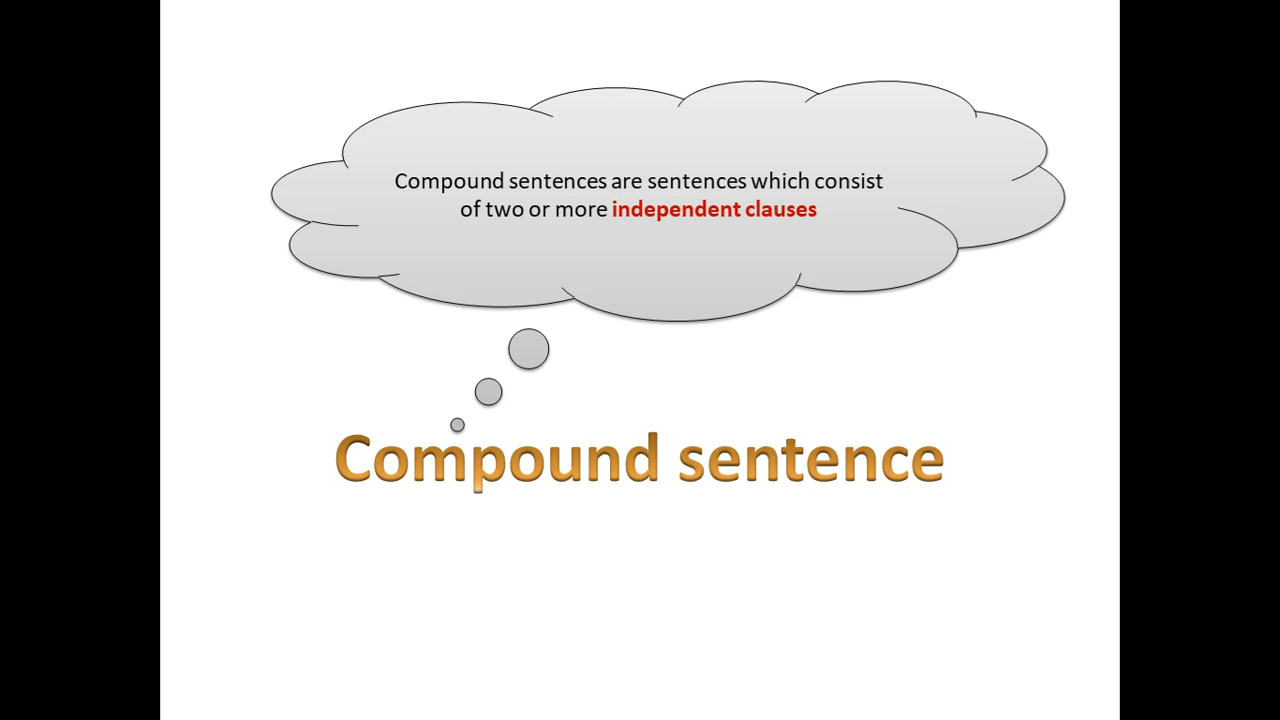 Compound sentences are sentences which consist
of two or more independent clauses
Compound sentence